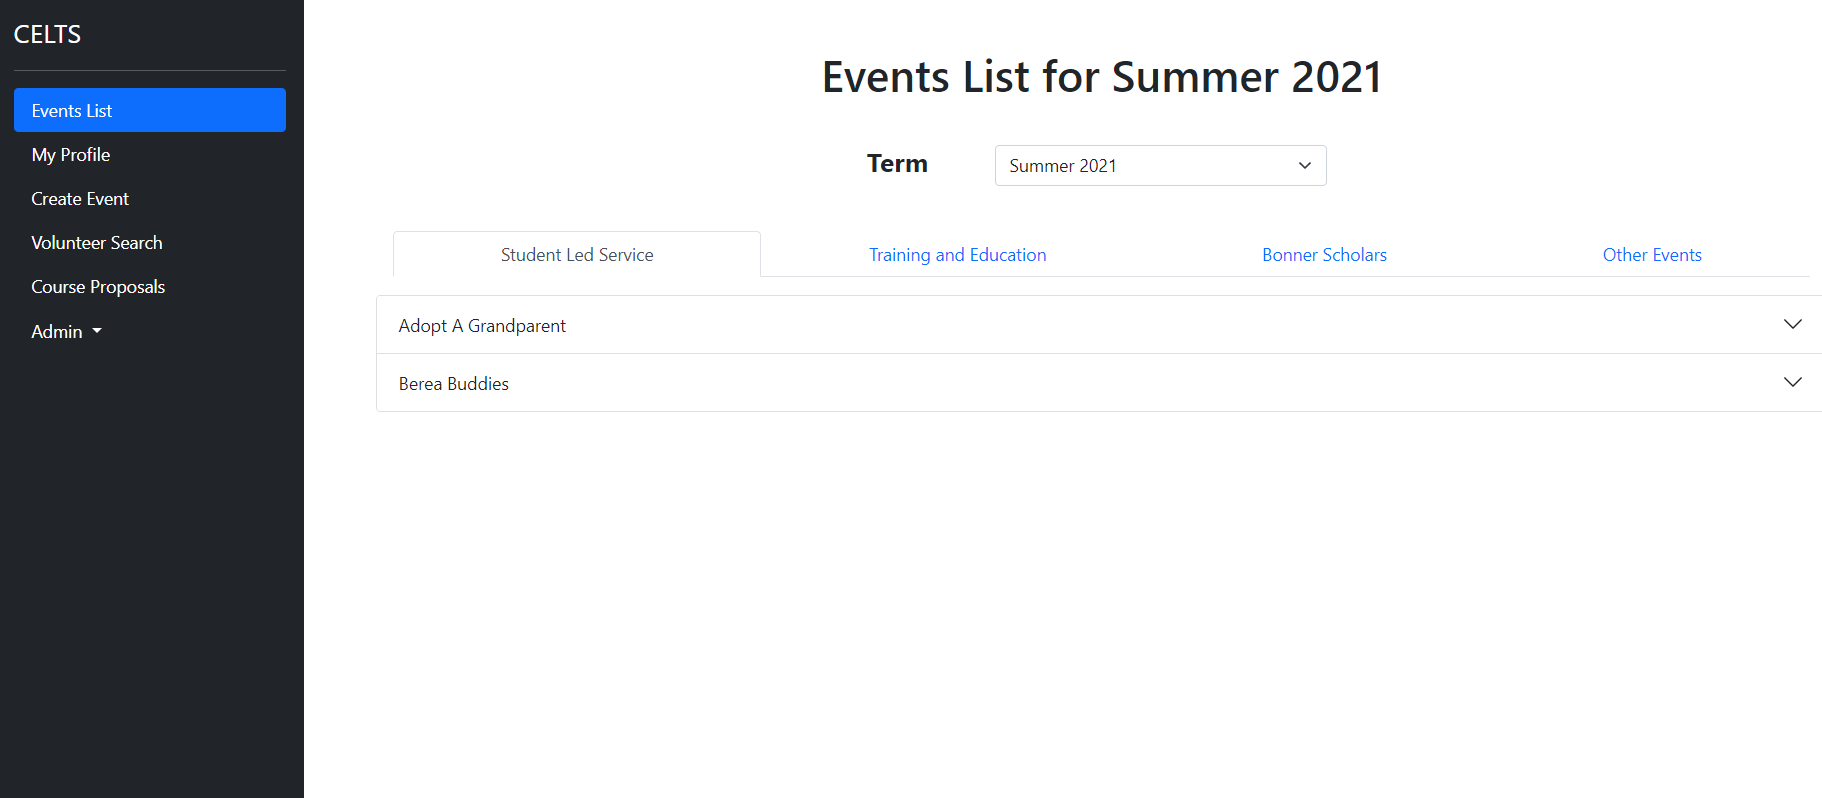 CELTS
Events List
My Profile
Create Event
Volunteer Search
Course Proposals
Admin
Events List for Summer 2021
Term
Summer 2021
Student Led Service
Training and Education
Bonner Scholars
Other Events
Adopt A Grandparent
Berea Buddies